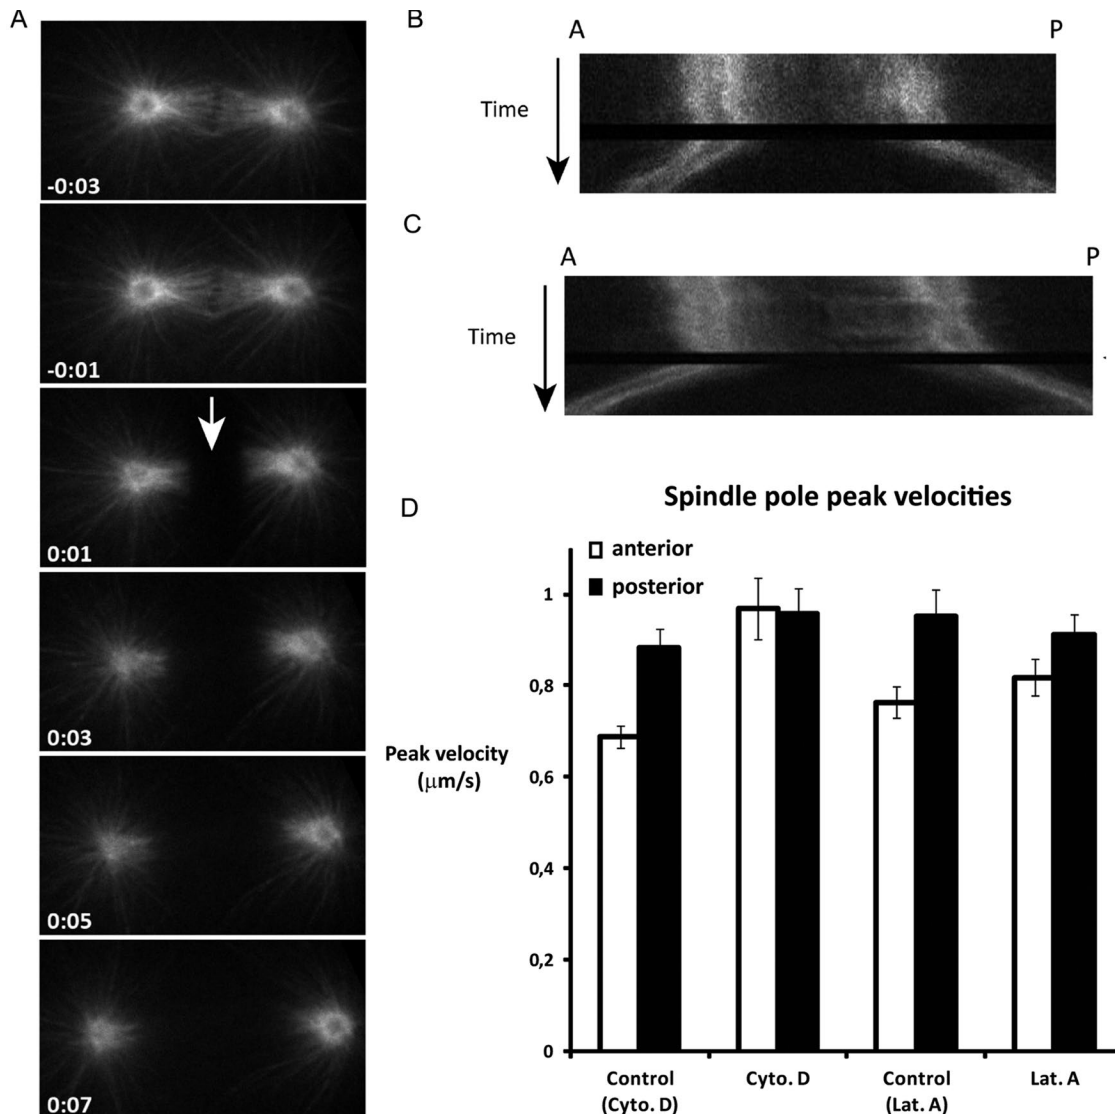 A
-0:03
-0:01
0:01
0:03
0:05
0:07
B
A
P
Time
C
A
P
Time
D
Spindle pole peak velocities
anterior
posterior
Peak velocity
(μm/s)
1
0,8
0,6
0,4
0,2
0
Control
(Cyto. D)
Cyto. D
Control
(Lat. A)
Lat. A